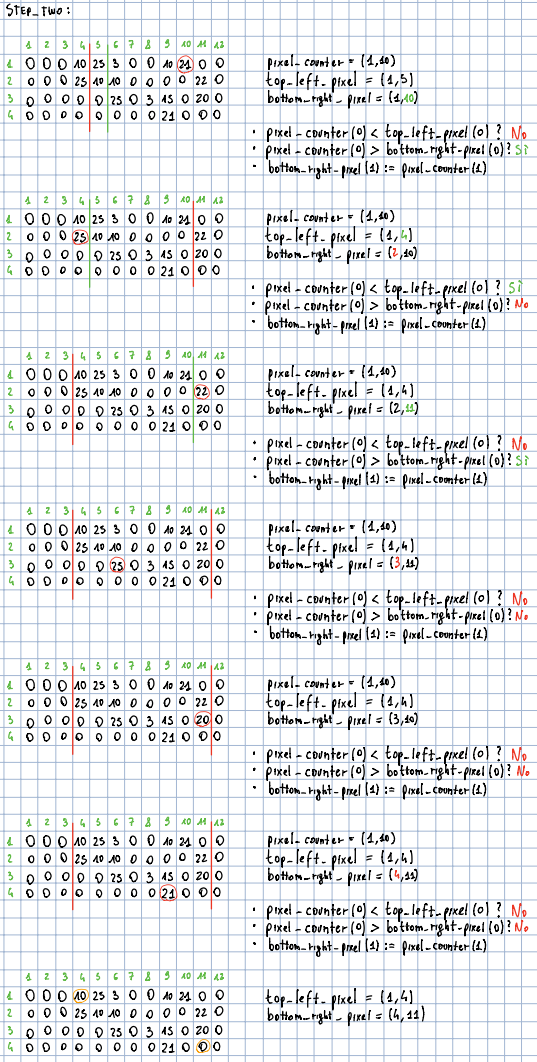 STEP_TWO:
1 2 3 4 5 6 7 8 9 10 11 12
1 0 0 0 10 25 3 0 0 10 21 0 0
2 0 0 0 25 10 10 0 0 0 0 22 0
3 0 0 0 0 0 25 0 3 15 0 20 0
4 0 0 0 0 0 0 0 0 21 0 0 0
pixel_counter = (1,10)
top_left_pixel = (1,5)
bottom_right_pixel = (1,10)
• pixel_counter(0) < top_left_pixel(0)? No
• pixel_counter(0) > bottom_right_pixel(0)? Sì
• bottom_right_pixel(1) := pixel_counter(1)
1 2 3 4 5 6 7 8 9 10 11 12
1 0 0 0 10 25 3 0 0 10 21 0 0
2 0 0 0 25 10 10 0 0 0 0 22 0
3 0 0 0 0 0 25 0 3 15 0 20 0
4 0 0 0 0 0 0 0 0 21 0 0 0
pixel_counter = (1,10)
top_left_pixel = (1,4)
bottom_right_pixel = (2,10)
• pixel_counter(0) < top_left_pixel(0)? Sì
• pixel_counter(0) > bottom_right_pixel(0)? No
• bottom_right_pixel(1) := pixel_counter(1)
1 2 3 4 5 6 7 8 9 10 11 12
1 0 0 0 10 25 3 0 0 10 21 0 0
2 0 0 0 25 10 10 0 0 0 0 22 0
3 0 0 0 0 0 25 0 3 15 0 20 0
4 0 0 0 0 0 0 0 0 21 0 0 0
pixel_counter = (1,10)
top_left_pixel = (1,4)
bottom_right_pixel = (2,11)
• pixel_counter(0) < top_left_pixel(0)? No
• pixel_counter(0) > bottom_right_pixel(0)? Sì
• bottom_right_pixel(1) := pixel_counter(1)
1 2 3 4 5 6 7 8 9 10 11 12
1 0 0 0 10 25 3 0 0 10 21 0 0
2 0 0 0 25 10 10 0 0 0 0 22 0
3 0 0 0 0 0 25 0 3 15 0 20 0
4 0 0 0 0 0 0 0 0 21 0 0 0
pixel_counter = (1,10)
top_left_pixel = (1,4)
bottom_right_pixel = (3,11)
• pixel_counter(0) < top_left_pixel(0)? No
• pixel_counter(0) > bottom_right_pixel(0)? No
• bottom_right_pixel(1) := pixel_counter(1)
1 2 3 4 5 6 7 8 9 10 11 12
1 0 0 0 10 25 3 0 0 10 21 0 0
2 0 0 0 25 10 10 0 0 0 0 22 0
3 0 0 0 0 0 25 0 3 15 0 20 0
4 0 0 0 0 0 0 0 0 21 0 0 0
pixel_counter = (1,10)
top_left_pixel = (1,4)
bottom_right_pixel = (3,10)
• pixel_counter(0) < top_left_pixel(0)? No
• pixel_counter(0) > bottom_right_pixel(0)? No
• bottom_right_pixel(1) := pixel_counter(1)
1 2 3 4 5 6 7 8 9 10 11 12
1 0 0 0 10 25 3 0 0 10 21 0 0
2 0 0 0 25 10 10 0 0 0 0 22 0
3 0 0 0 0 0 25 0 3 15 0 20 0
4 0 0 0 0 0 0 0 0 21 0 0 0
pixel_counter = (1,10)
top_left_pixel = (1,4)
bottom_right_pixel = (4,11)
• pixel_counter(0) < top_left_pixel(0)? No
• pixel_counter(0) > bottom_right_pixel(0)? No
• bottom_right_pixel(1) := pixel_counter(1)
1 2 3 4 5 6 7 8 9 10 11 12
1 0 0 0 10 25 3 0 0 10 21 0 0
2 0 0 0 25 10 10 0 0 0 0 22 0
3 0 0 0 0 0 25 0 3 15 0 20 0
4 0 0 0 0 0 0 0 0 21 0 0 0
top_left_pixel = (1,4)
bottom_right_pixel = (4,11)